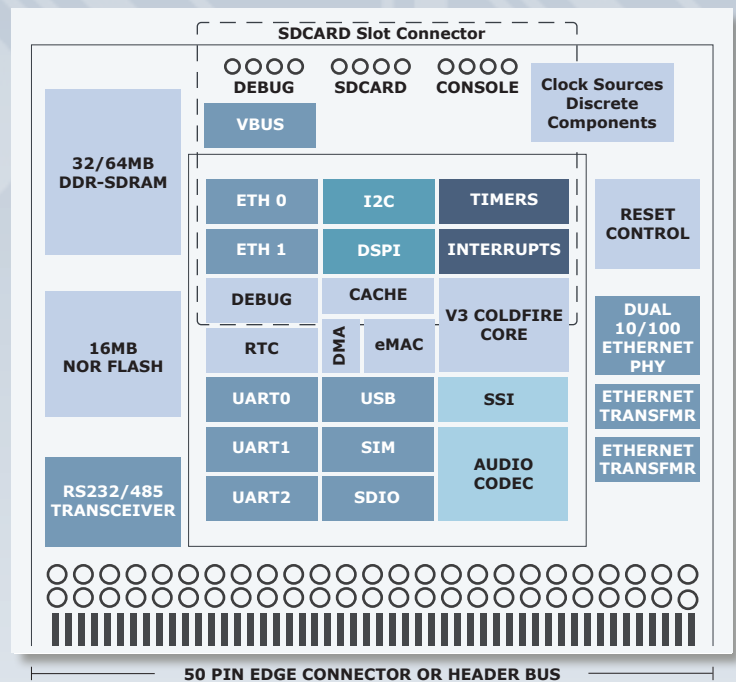 SDCARD Slot Connector
DEBUG
SDCARD
CONSOLE
Clock Sources
Discrete
Components
VBUS
32/64MB
DDR-SDRAM
ETH 0
I2C
TIMERS
RESET
CONTROL
ETH 1
DSPI
INTERRUPTS
DEBUG
CACHE
V3 COLDFIRE
CORE
16MB
NOR FLASH
RTC
DMA
eMAC
DUAL
10/100
ETHERNET
PHY
UART0
USB
SSI
ETHERNET
TRANSFMR
UART1
SIM
AUDIO
CODEC
ETHERNET
TRANSFMR
RS232/485
TRANSCEIVER
UART2
SDIO
50 PIN EDGE CONNECTOR OR HEADER BUS